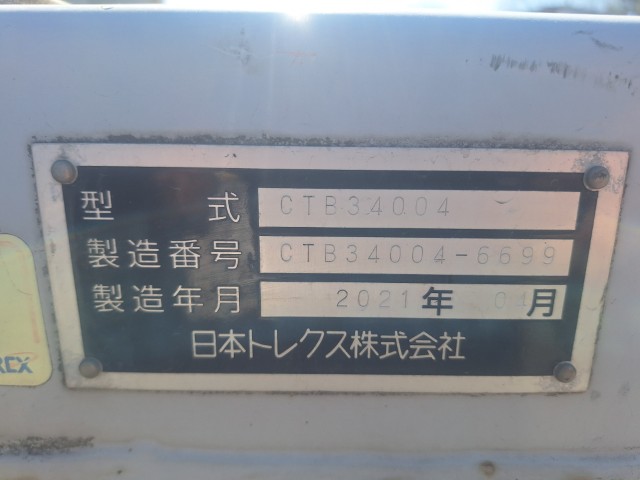 型式 CTB34004
製造番号 CTB34004-6699
製造年月 2021年 04月
日本トレクス株式会社
REX